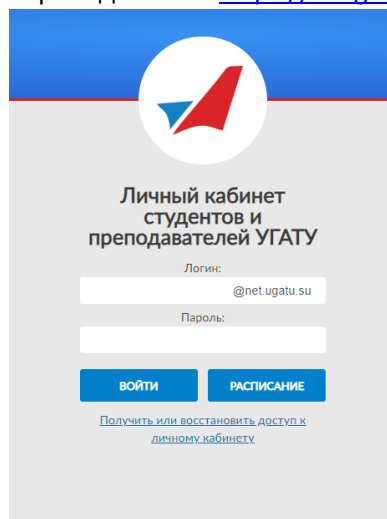 Личный кабинет
студентов и
преподавателей УГАТУ
Логин:
@net.ugatu.su
Пароль:
ВОЙТИ РАСПИСАНИЕ
Получить или восстановить доступ к
личному кабинету